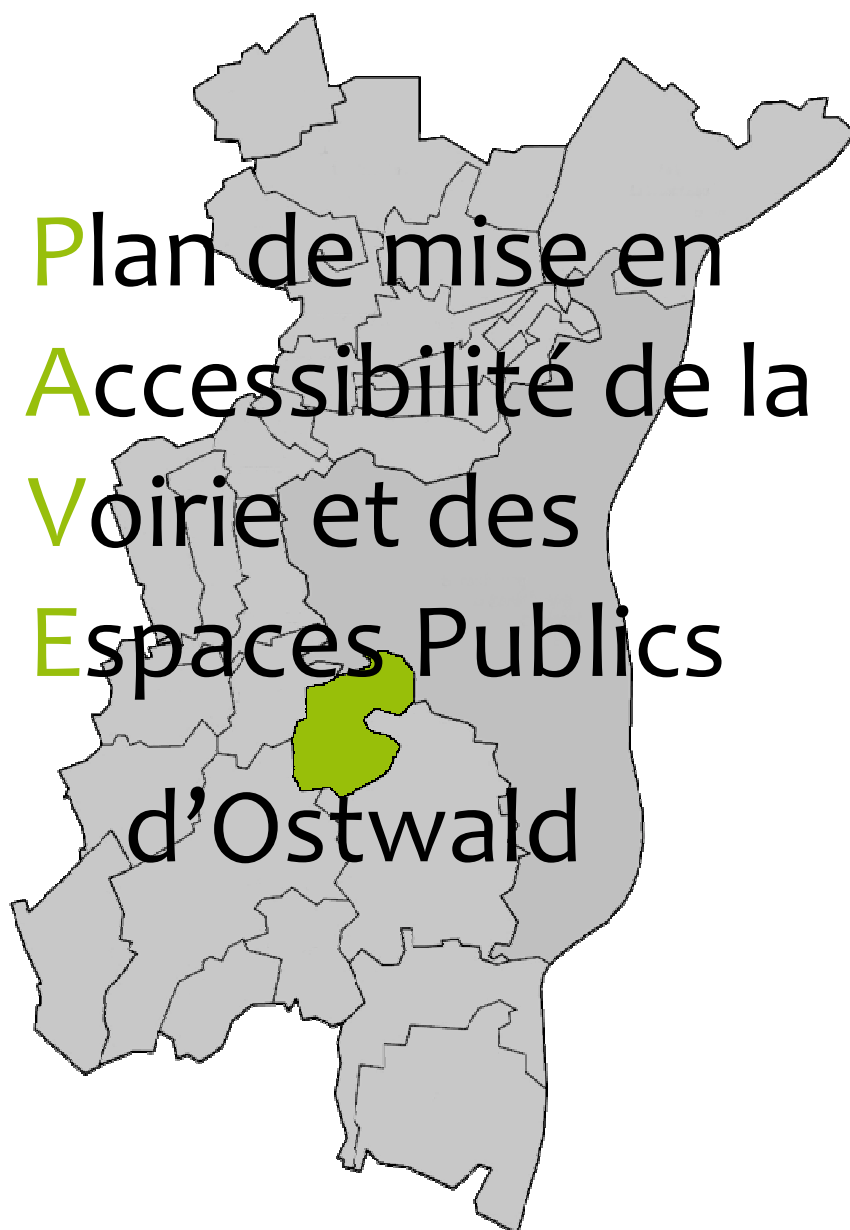 Plan de mise en
Accessibilité de la
Voirie et des
Espaces Publics
d’Ostwald